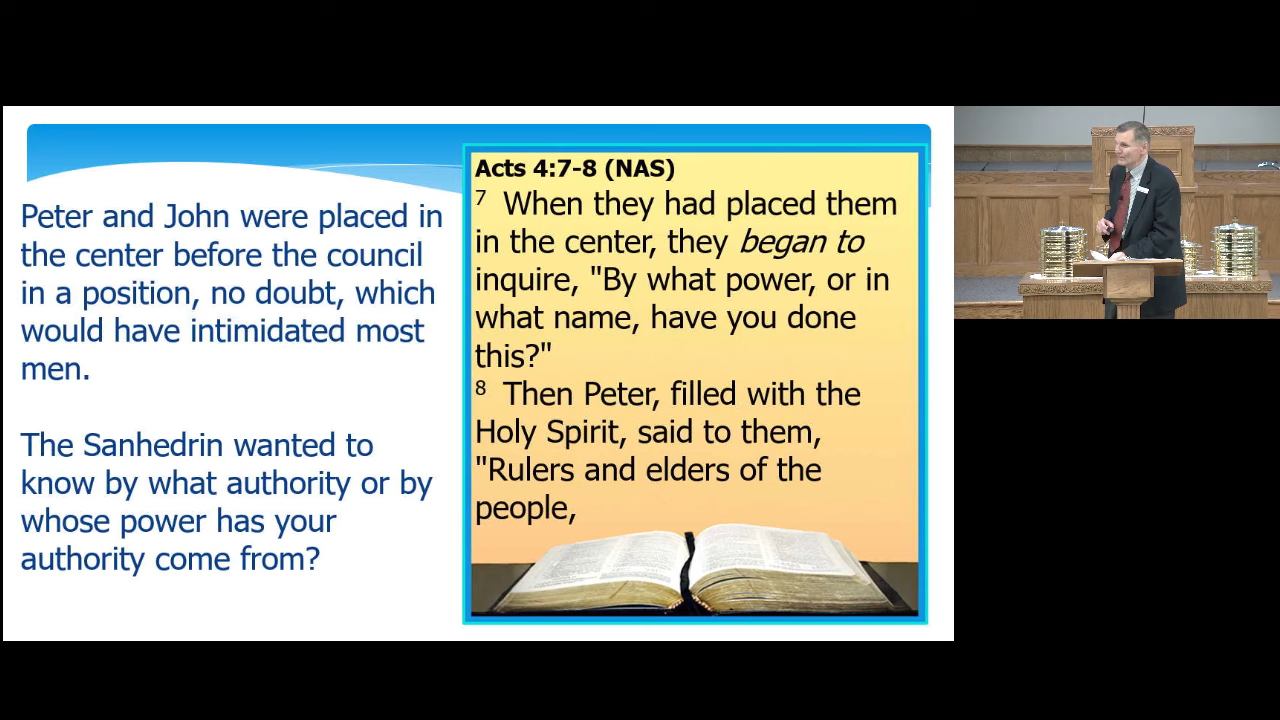 Peter and John were placed in
the center before the council
in a position, no doubt, which
would have intimidated most
men.
The Sanhedrin wanted to
know by what authority or by
whose power has your
authority come from?
Acts 4:7-8 (NAS)
7 When they had placed them
in the center, they began to
inquire, "By what power, or in
what name, have you done
this?"
8 Then Peter, filled with the
Holy Spirit, said to them,
"Rulers and elders of the
people,